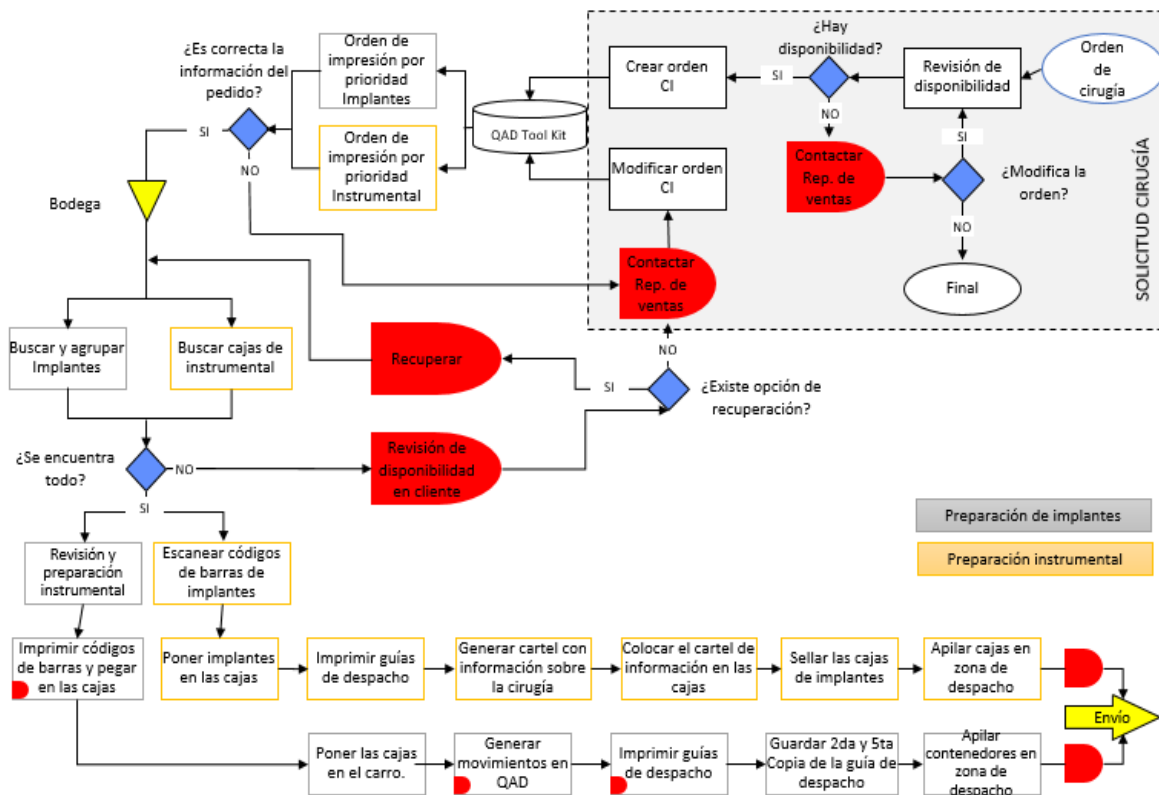 ¿Es correcta la
información del
pedido?
SI
NO
Orden de
impresión por
prioridad
Implantes
Orden de
impresión por
prioridad
Instrumental
QAD Tool Kit
Crear orden
CI
Modificar orden
CI
SI
¿Hay
disponibilidad?
NO
Revisión de
disponibilidad
Orden
de
cirugía
Contactar
Rep. de
ventas
SI
¿Modifica la
orden?
NO
Final
SOLICITUD CIRUGÍA
Contactar
Rep. de
ventas
Bodega
Buscar y agrupar
Implantes
Buscar cajas de
instrumental
Recuperar
SI
NO
¿Existe opción de
recuperación?
¿Se encuentra
todo?
NO
SI
Revisión de
disponibilidad
en cliente
Preparación de implantes
Preparación instrumental
Revisión y
preparación
instrumental
Escanear códigos
de barras de
implantes
Imprimir códigos
de barras y pegar
en las cajas
Poner implantes
en las cajas
Imprimir guías
de despacho
Generar cartel con
información sobre
la cirugía
Colocar el cartel de
información en las
cajas
Sellar las cajas
de implantes
Apilar cajas en
zona de
despacho
Envío
Poner las cajas
en el carro.
Generar
movimientos en
QAD
Imprimir guías
de despacho
Guardar 2da y 5ta
Copia de la guía de
despacho
Apilar
contenedores en
zona de
despacho